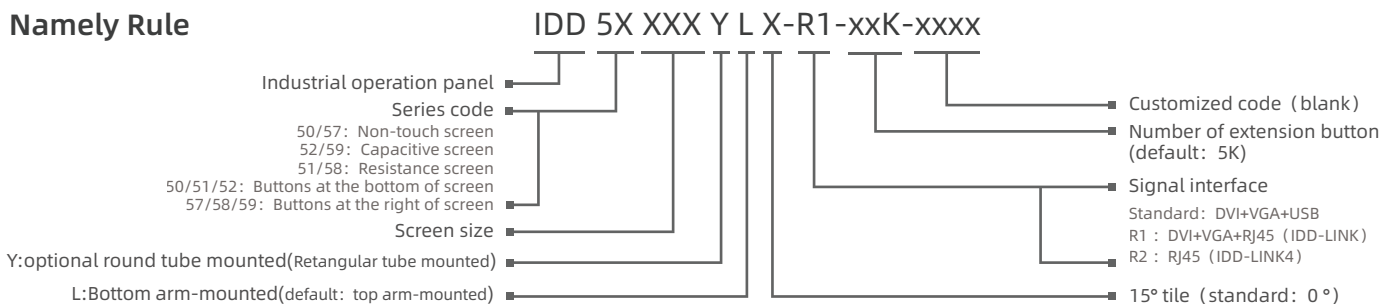 Namely Rule
IDD 5X XXX Y L X-R1-xxK-xxxx
Industrial operation panel
Series code
50/57: Non-touch screen
52/59: Capacitive screen
51/58: Resistance screen
50/51/52: Buttons at the bottom of screen
57/58/59: Buttons at the right of screen
Screen size
Y:optional round tube mounted(Retangular tube mounted)
L:Bottom arm-mounted(default: top arm-mounted)
Customized code (blank)
Number of extension button
(default: 5K)
Signal interface
Standard: DVI+VGA+USB
R1 : DVI+VGA+RJ45 (IDD-LINK)
R2 : RJ45 (IDD-LINK4)
15° tile (standard: 0°)